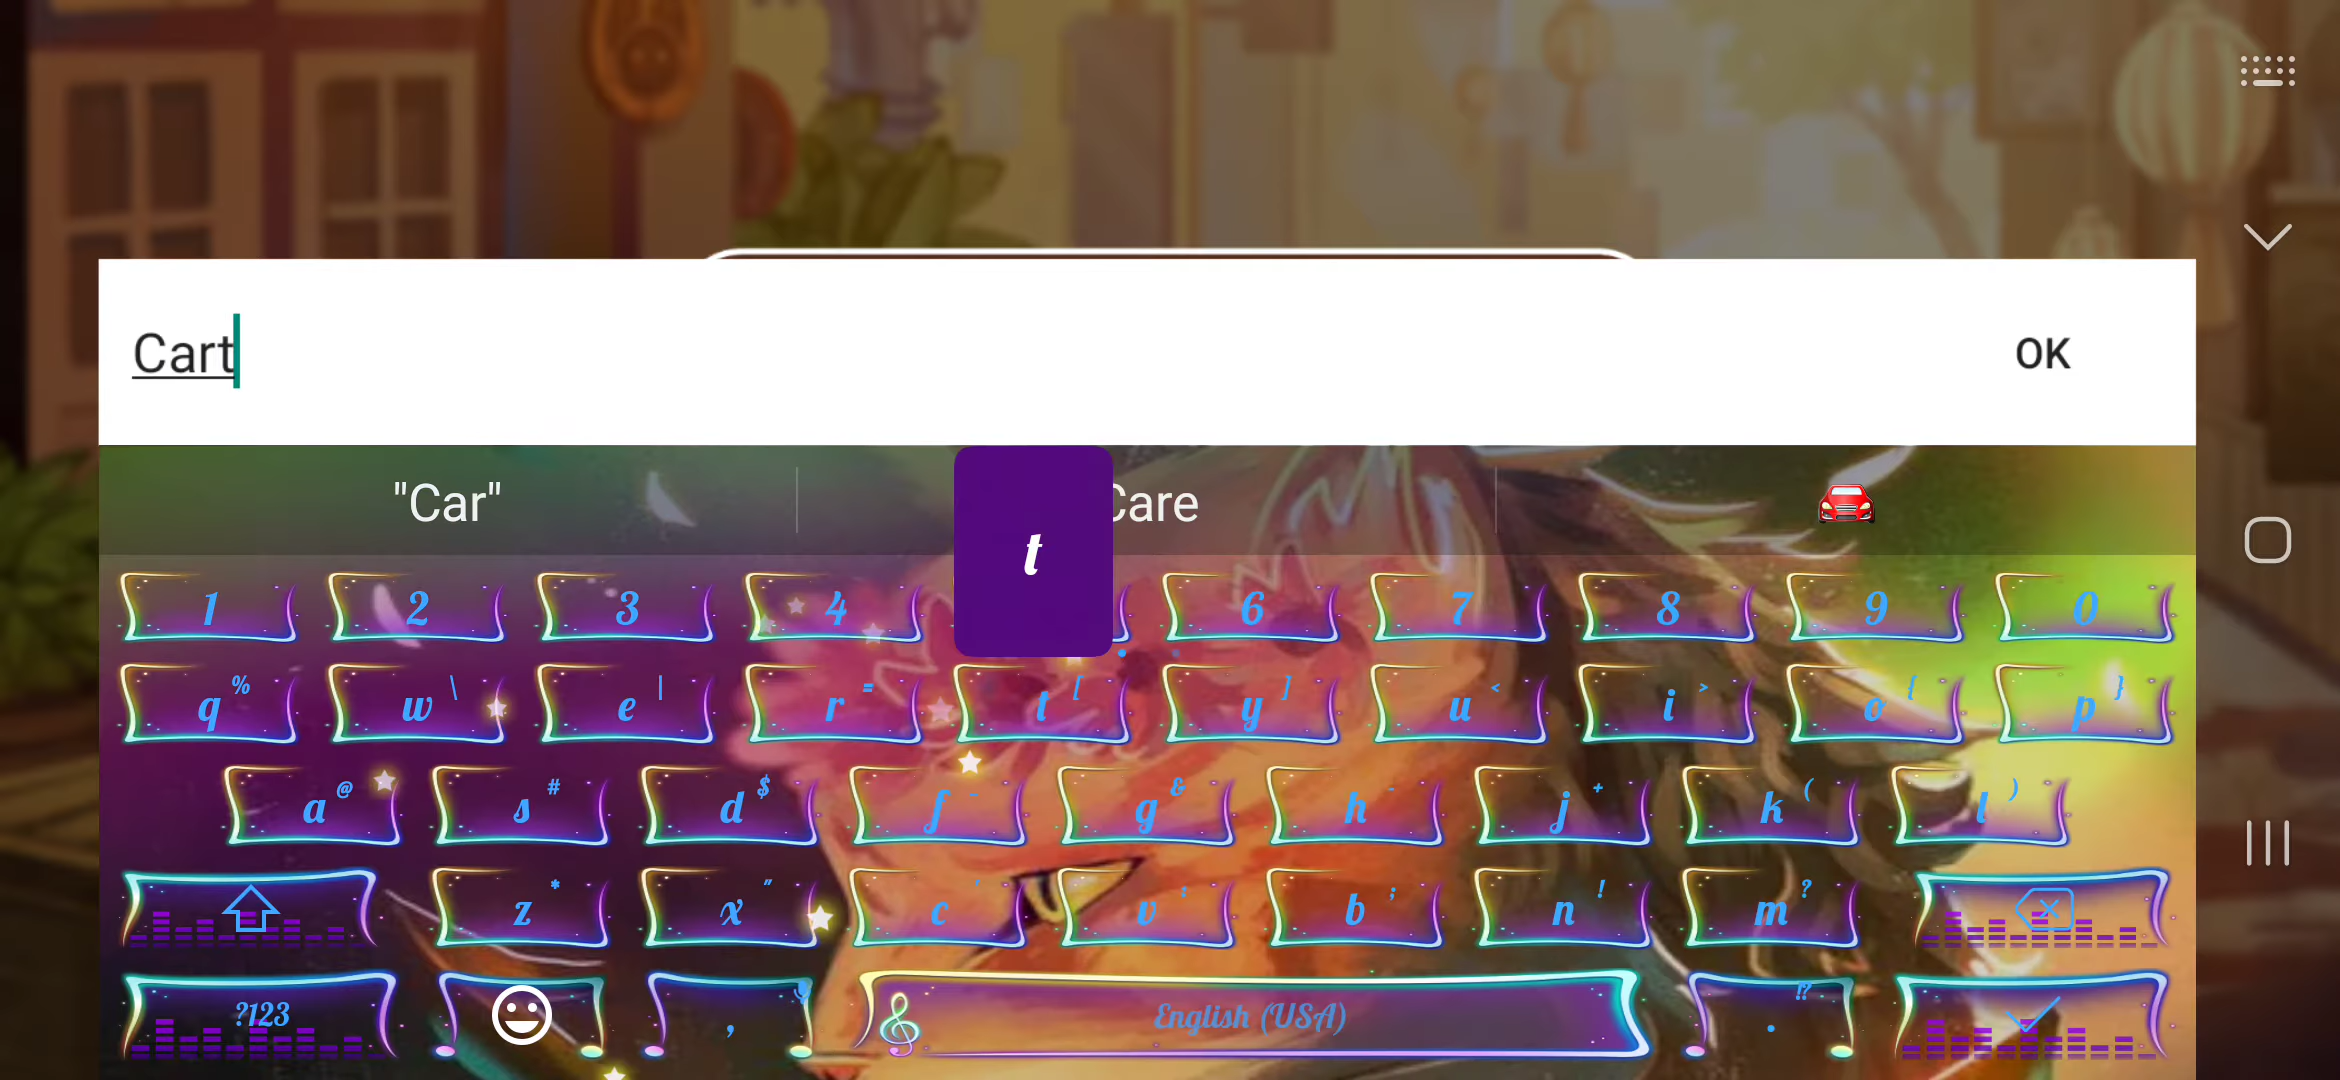 Cart
OK
"Car" Care
t
1 2 3 4 6 7 8 9 0
q % w \ e | r = t [ y ] u < i > o { p }
a @ s # d $ f _ g & h - j + k ( l )
z * x " c ' v : b ; n ! m ?
?123 , English (USA) . !?